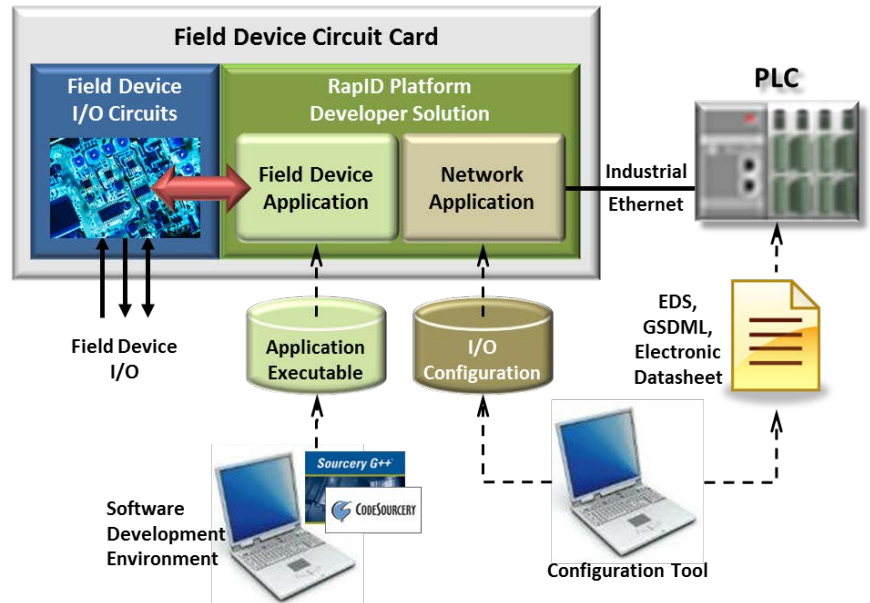 Field Device Circuit Card
Field Device
I/O Circuits
RapID Platform
Developer Solution
Field Device
Application
Network
Application
Industrial
Ethernet
PLC
Field Device
I/O
Application
Executable
I/O
Configuration
EDS,
GSDML,
Electronic
Datasheet
Sourcery G++
CODESOURCERY
Software
Development
Environment
Configuration Tool